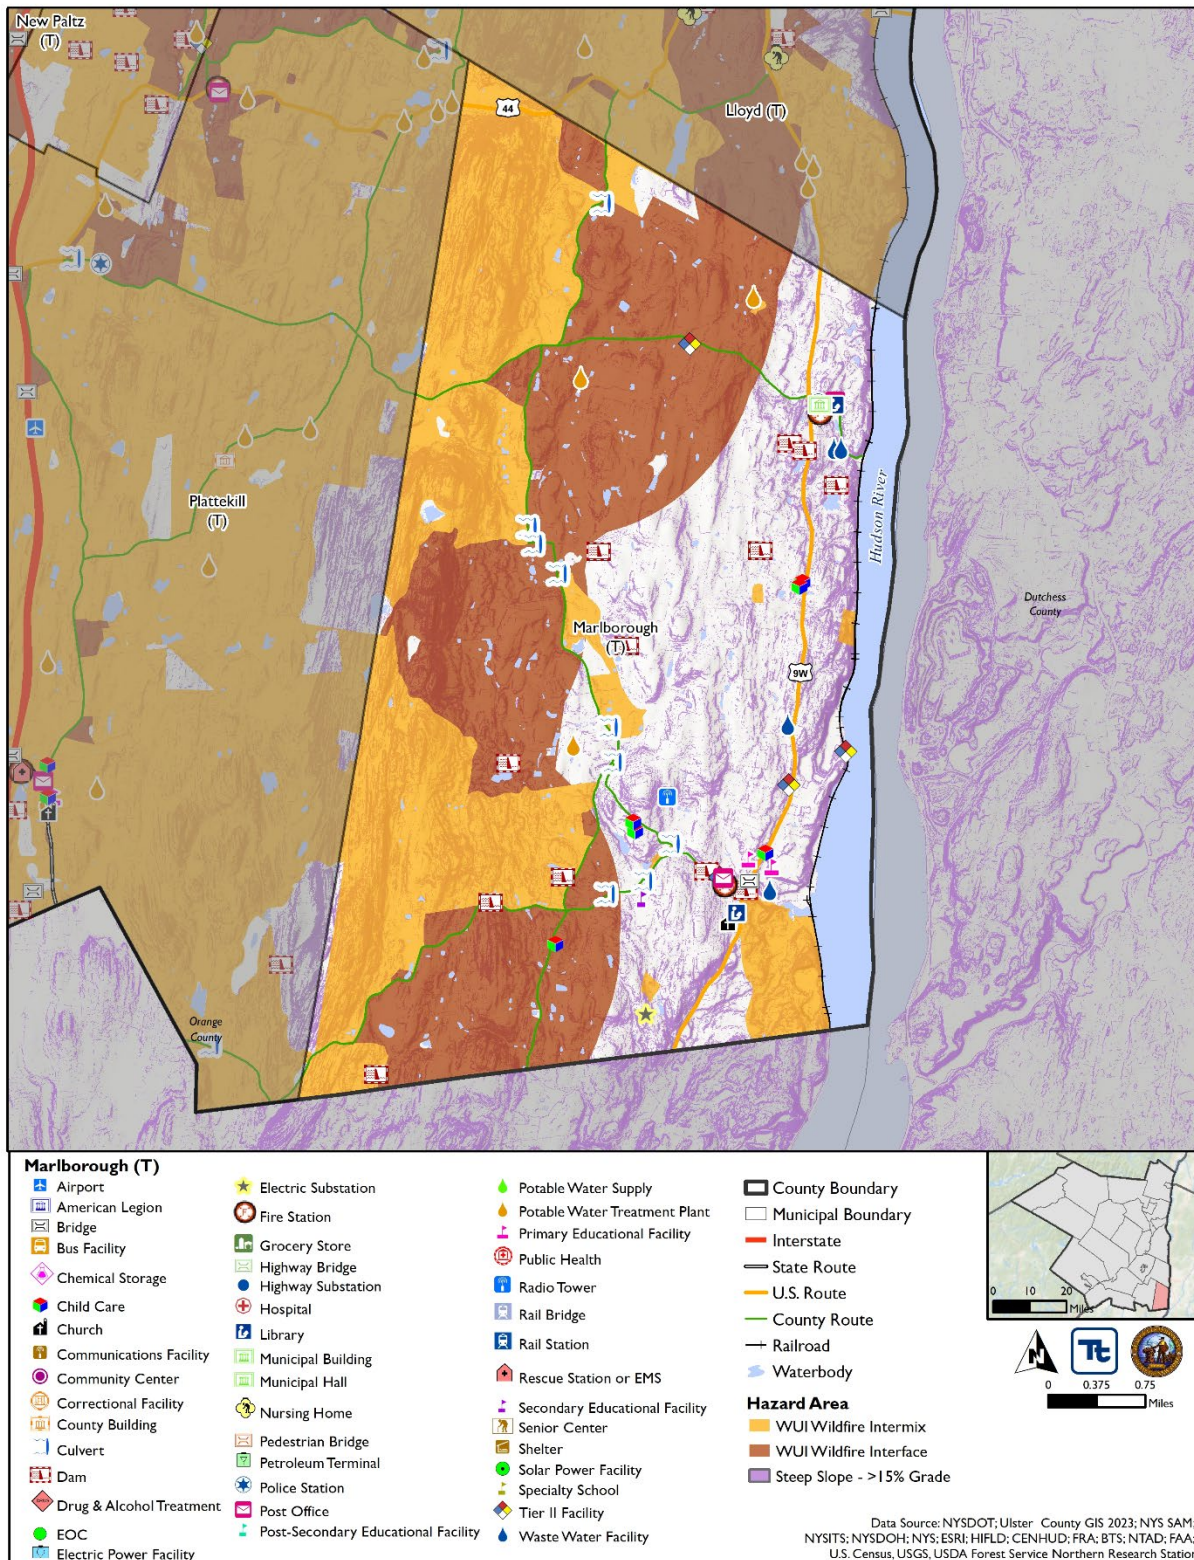 New Paltz
(T)
44
Lloyd (T)
Plattekill
(T)
Hudson River
Dutchess
County
Marlborough
(T)
9W
Orange
County
Marlborough (T)
Airport
American Legion
Bridge
Bus Facility
Chemical Storage
Child Care
Church
Communications Facility
Community Center
Correctional Facility
County Building
Culvert
Dam
Drug & Alcohol Treatment
EOC
Electric Power Facility
Electric Substation
Fire Station
Grocery Store
Highway Bridge
Highway Substation
Hospital
Library
Municipal Building
Municipal Hall
Nursing Home
Pedestrian Bridge
Petroleum Terminal
Police Station
Post Office
Post-Secondary Educational Facility
Potable Water Supply
Potable Water Treatment Plant
Primary Educational Facility
Public Health
Radio Tower
Rail Bridge
Rail Station
Rescue Station or EMS
Secondary Educational Facility
Senior Center
Shelter
Solar Power Facility
Specialty School
Tier II Facility
Waste Water Facility
County Boundary
Municipal Boundary
Interstate
State Route
U.S. Route
County Route
Railroad
Waterbody
Hazard Area
WUI Wildfire Intermix
WUI Wildfire Interface
Steep Slope - >15% Grade
0 10 20
Miles
N
Tt
0 0.375 0.75
Miles
Data Source: NYSDOT; Ulster County GIS 2023; NYS SAM;
NYSITS; NYSDOH; NYS; ESRI; HIFLD; CENHUD; FRA; BTS; NTAD; FAA;
U.S. Census, USGS, USDA Forest Service Northern Research Station